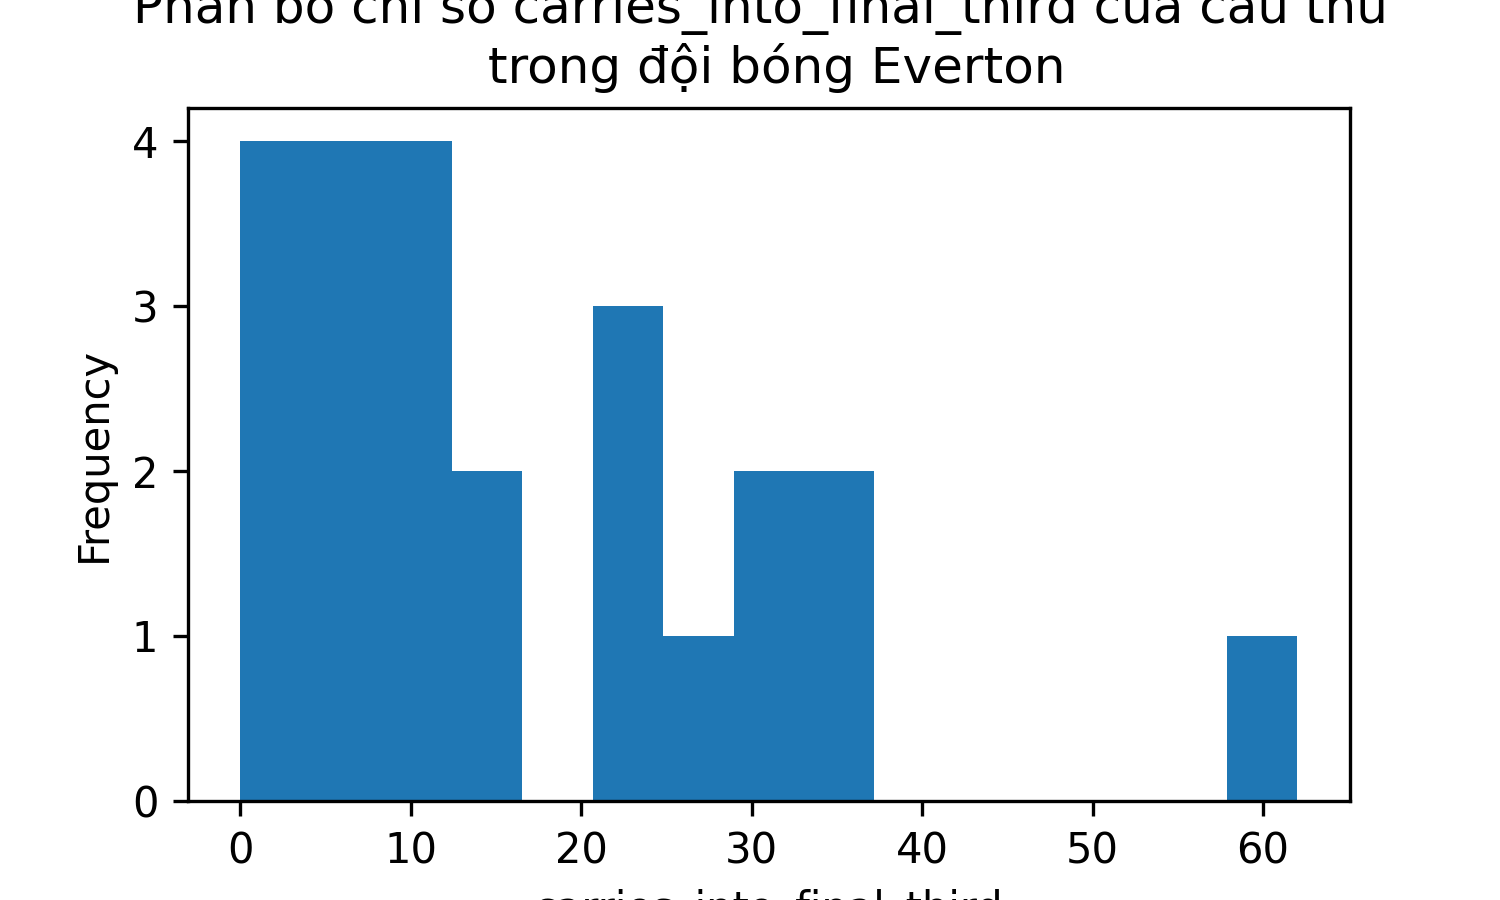 Phân bố chỉ số carries_into_final_third của cầu thủ
trong đội bóng Everton
4
3
2
1
0
Frequency
0 10 20 30 40 50 60
carries_into_final_third